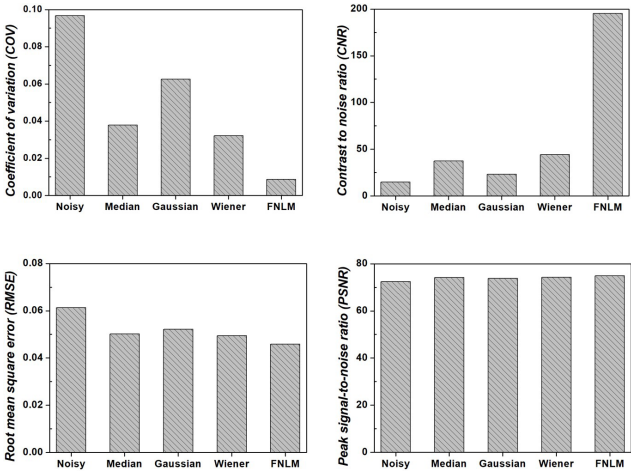 Coefficient of variation (COV)
0.10
0.08
0.06
0.04
0.02
0.00
Noisy Median Gaussian Wiener FNLM
Contrast to noise ratio (CNR)
200
150
100
50
0
Noisy Median Gaussian Wiener FNLM
Root mean square error (RMSE)
0.08
0.06
0.04
0.02
0.00
Noisy Median Gaussian Wiener FNLM
Peak signal-to-noise ratio (PSNR)
80
60
40
20
0
Noisy Median Gaussian Wiener FNLM